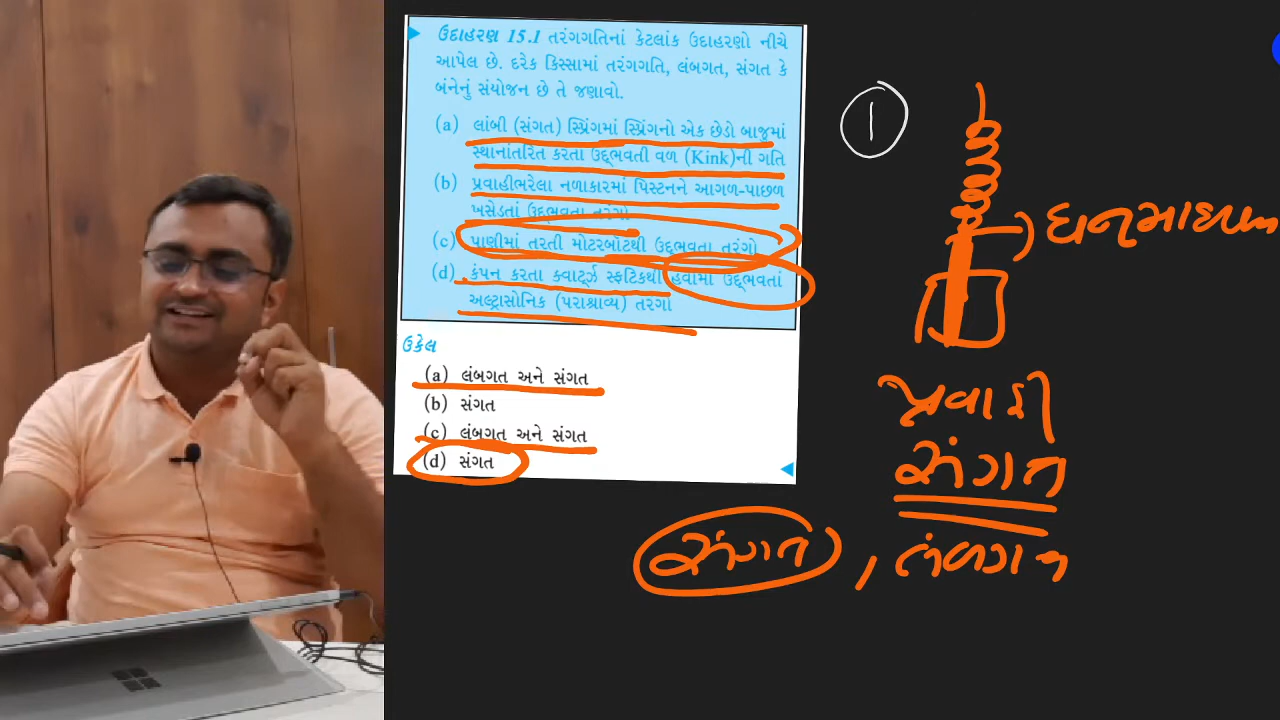 ઉદાહરણ 15.1 તરંગગતિનાં કેટલાંક ઉદાહરણો નીચે
આપેલ છે. દરેક કિસ્સામાં તરંગગતિ, લંબગત, સંગત કે
બંનેનું સંયોજન છે તે જણાવો.
(a) લાંબી (સંગત) સ્પ્રિંગમાં સ્પ્રિંગનો એક છેડો બાજુમાં
સ્થાનાંતરિત કરતા ઉદ્ભવતી વળ (Kink)ની ગતિ
(b) પ્રવાહીભરેલા નળાકારમાં પિસ્ટનને આગળ-પાછળ
ખસેડતાં ઉદ્ભવતા તરંગો
(c) પાણીમાં તરતી મોટરબોટથી ઉદ્ભવતા તરંગો
(d) કંપન કરતા ક્વાર્ટ્ઝ સ્ફટિકથી હવામાં ઉદ્ભવતાં
અલ્ટ્રાસોનિક (પરાશ્રાવ્ય) તરંગો
ઉકેલ
(a) લંબગત અને સંગત
(b) સંગત
(c) લંબગત અને સંગત
(d) સંગત
1
પ્રવાહી
સંગત
સંગત , લંબગત